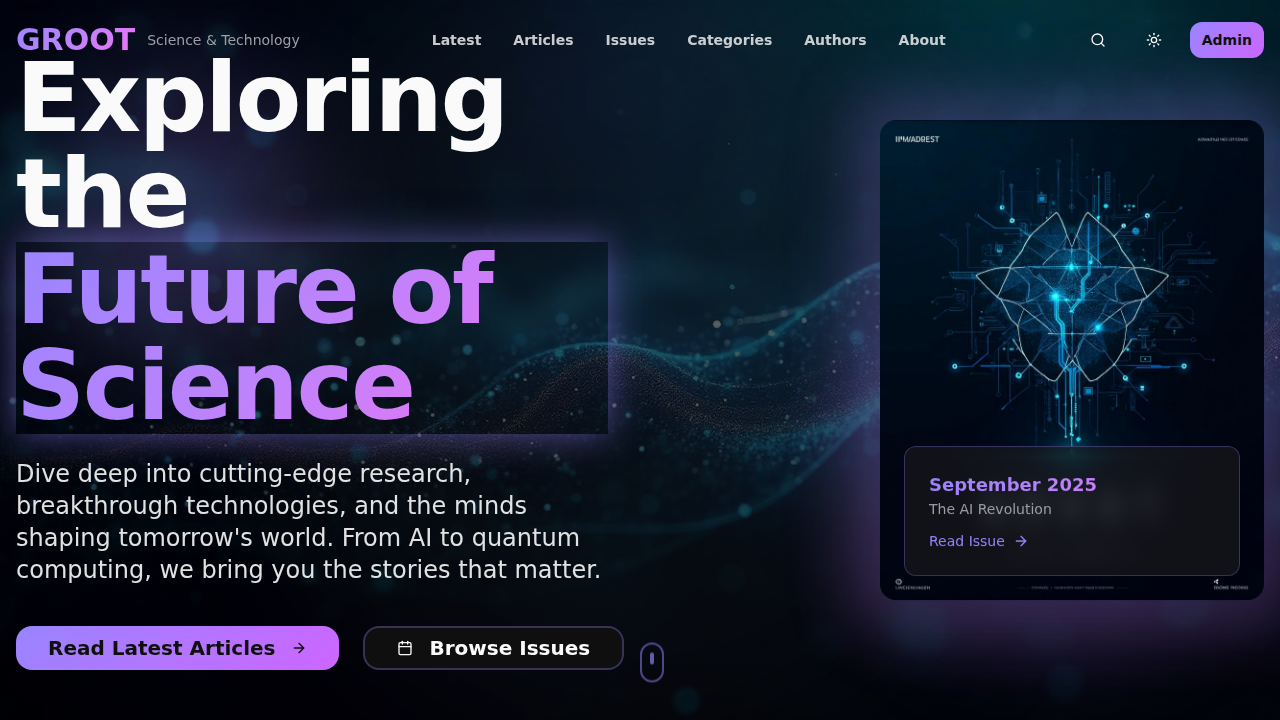 GROOT Science & Technology Latest Articles Issues Categories Authors About Admin
Exploring
the
Future of
Science
Dive deep into cutting-edge research,
breakthrough technologies, and the minds
shaping tomorrow's world. From AI to quantum
computing, we bring you the stories that matter.
Read Latest Articles
Browse Issues
September 2025
The AI Revolution
Read Issue